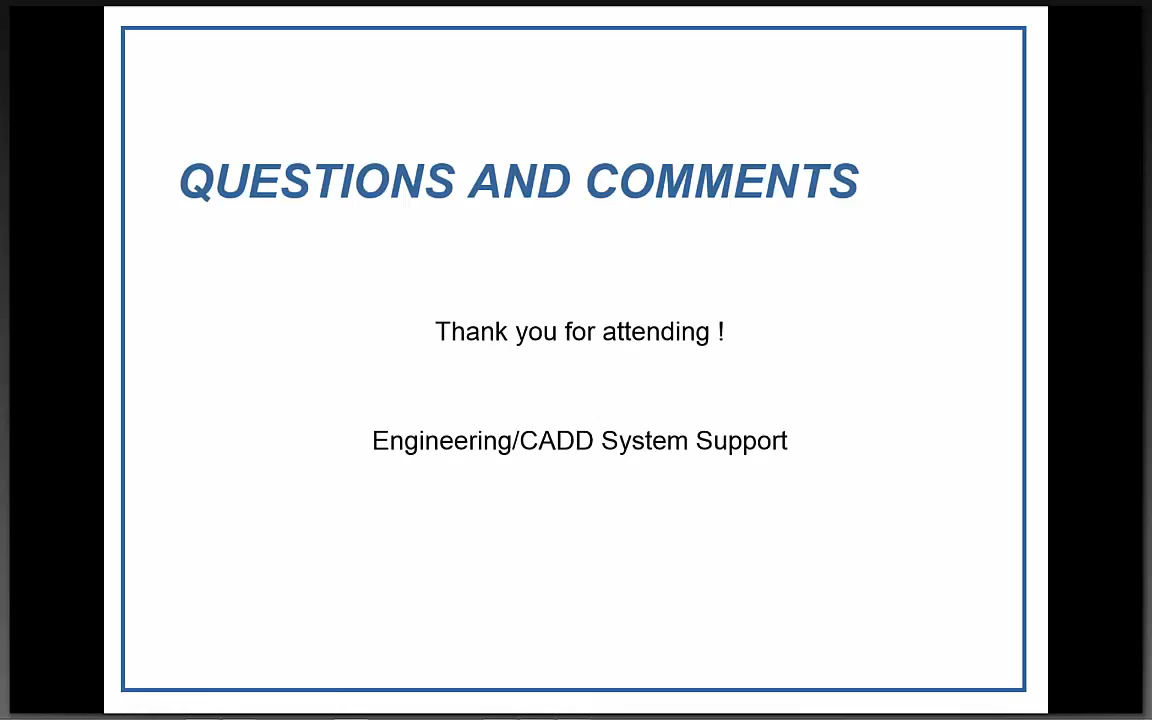 QUESTIONS AND COMMENTS
Thank you for attending !
Engineering/CADD System Support